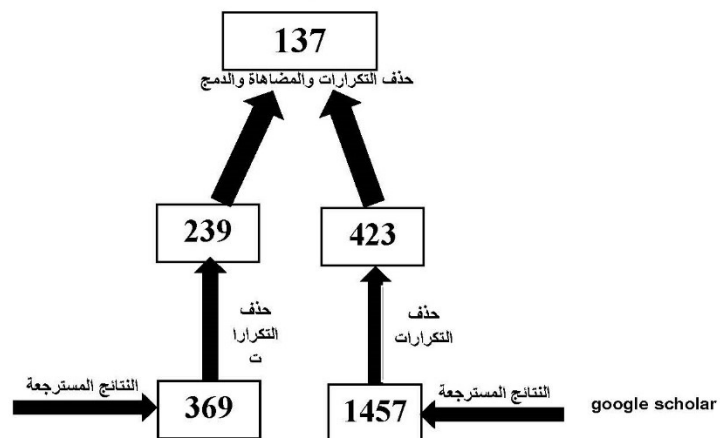 137
حذف التكرارات والمضاهاة والدمج
239
423
حذف
التكرارا
ت
حذف
التكرارات
النتائج المسترجعة
369
1457
النتائج المسترجعة
google scholar